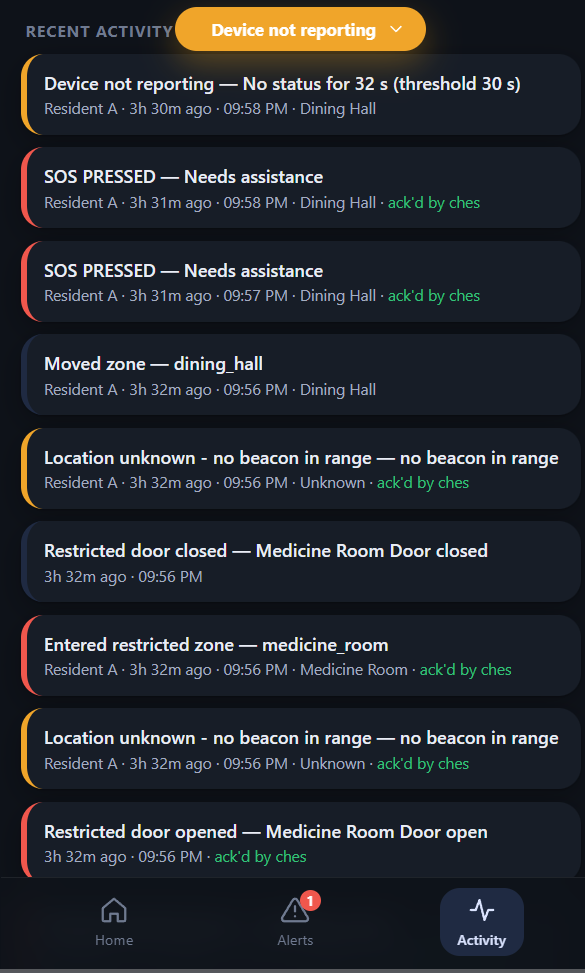 RECENT ACTIVITY
Device not reporting
Device not reporting — No status for 32 s (threshold 30 s)
Resident A · 3h 30m ago · 09:58 PM · Dining Hall
SOS PRESSED — Needs assistance
Resident A · 3h 31m ago · 09:58 PM · Dining Hall · ack'd by ches
SOS PRESSED — Needs assistance
Resident A · 3h 31m ago · 09:57 PM · Dining Hall · ack'd by ches
Moved zone — dining_hall
Resident A · 3h 32m ago · 09:56 PM · Dining Hall
Location unknown - no beacon in range — no beacon in range
Resident A · 3h 32m ago · 09:56 PM · Unknown · ack'd by ches
Restricted door closed — Medicine Room Door closed
3h 32m ago · 09:56 PM
Entered restricted zone — medicine_room
Resident A · 3h 32m ago · 09:56 PM · Medicine Room · ack'd by ches
Location unknown - no beacon in range — no beacon in range
Resident A · 3h 32m ago · 09:56 PM · Unknown · ack'd by ches
Restricted door opened — Medicine Room Door open
3h 32m ago · 09:56 PM · ack'd by ches
1
Home
Alerts
Activity